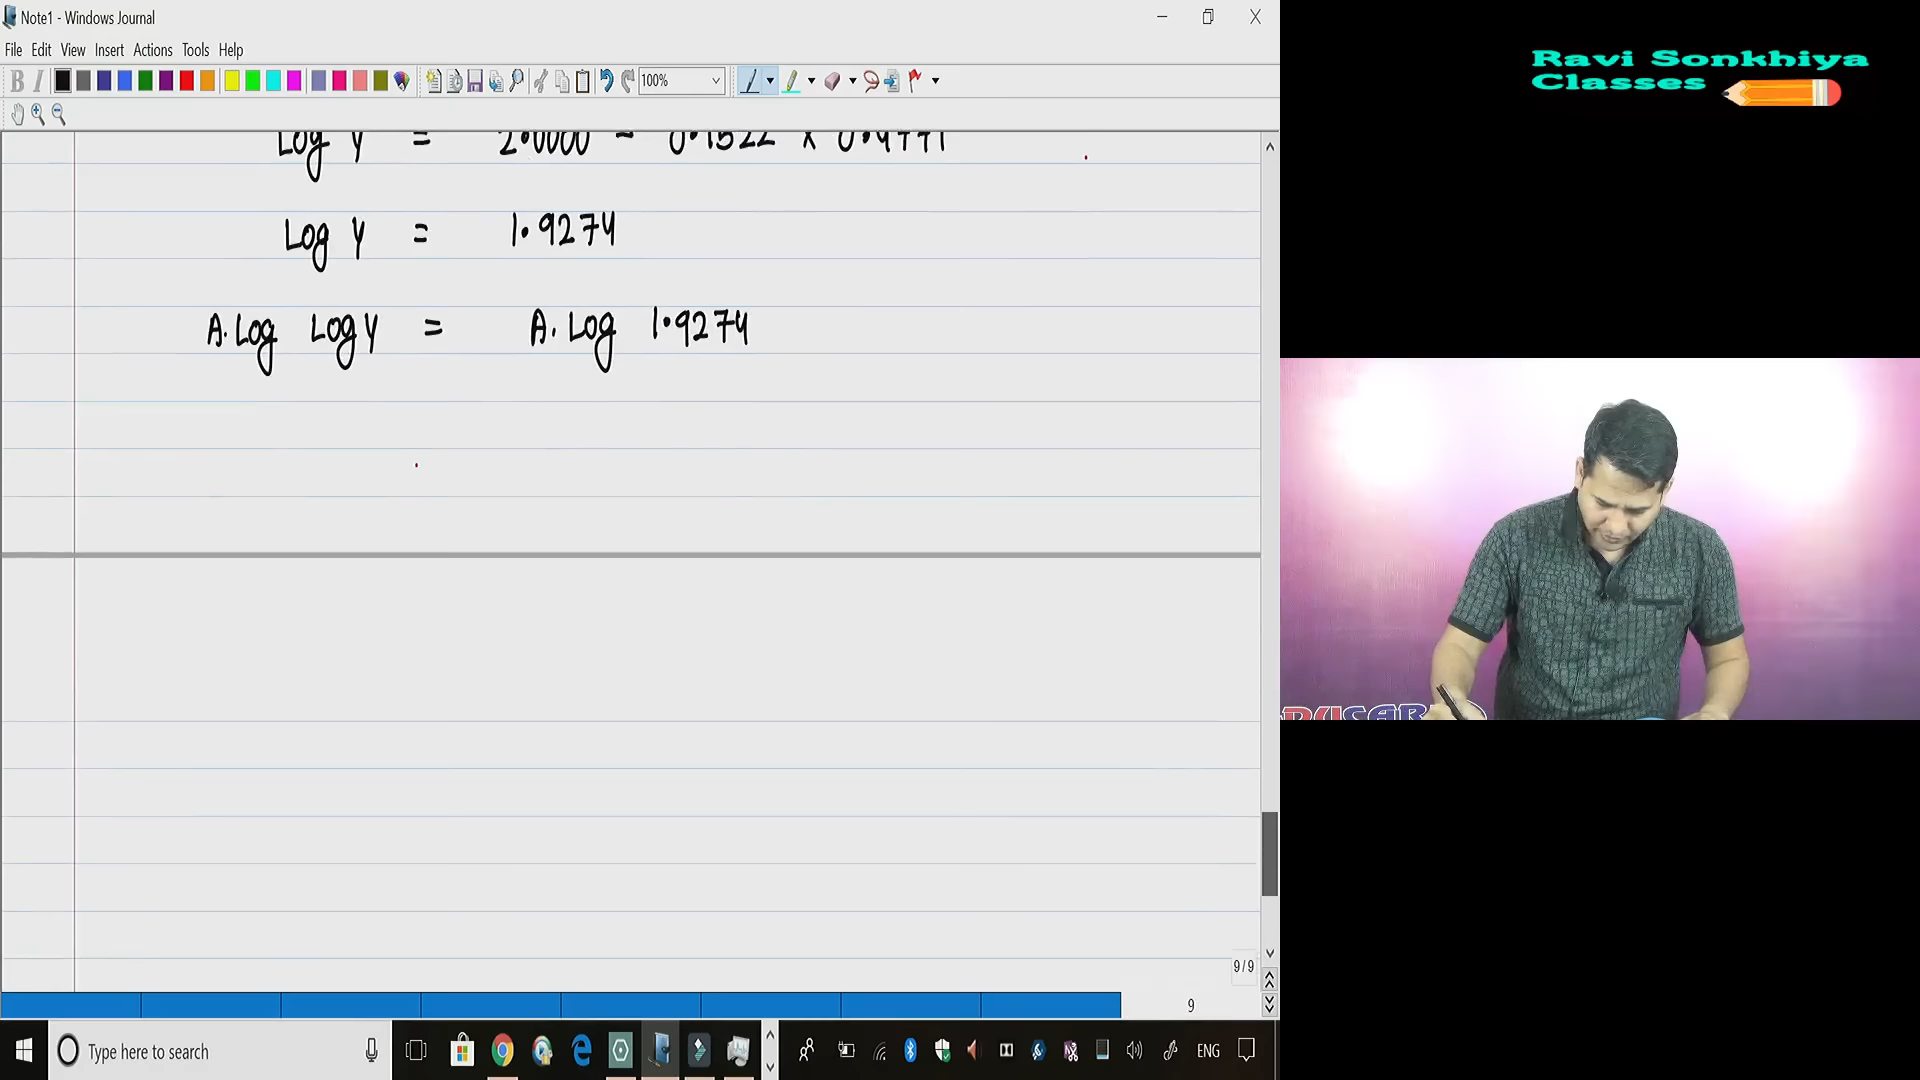 Note1 - Windows Journal
File Edit View Insert Actions Tools Help
100%
Log Y = 2.0000 - 0.1522 x 0.4771
Log Y = 1.9274
A.Log Log Y = A. Log 1.9274
9/9
9
Type here to search
ENG
Ravi Sonkhiya
Classes